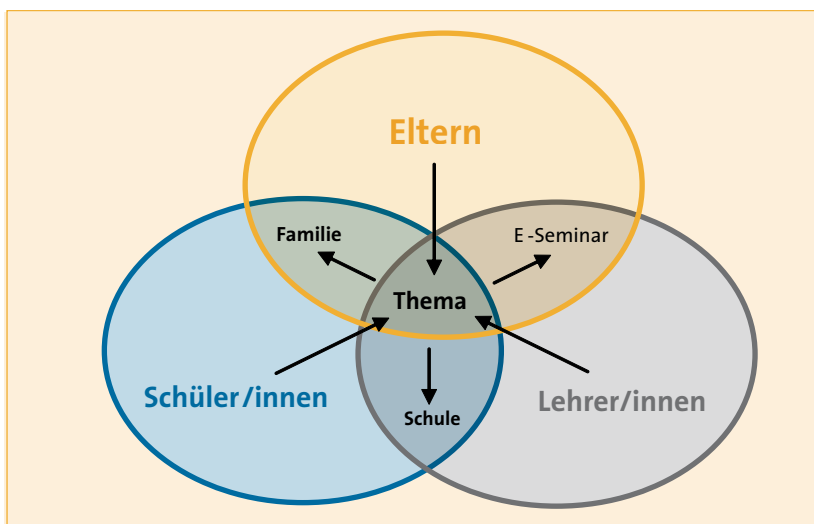 Eltern
Familie
E-Seminar
Thema
Schüler/innen
Lehrer/innen
Schule